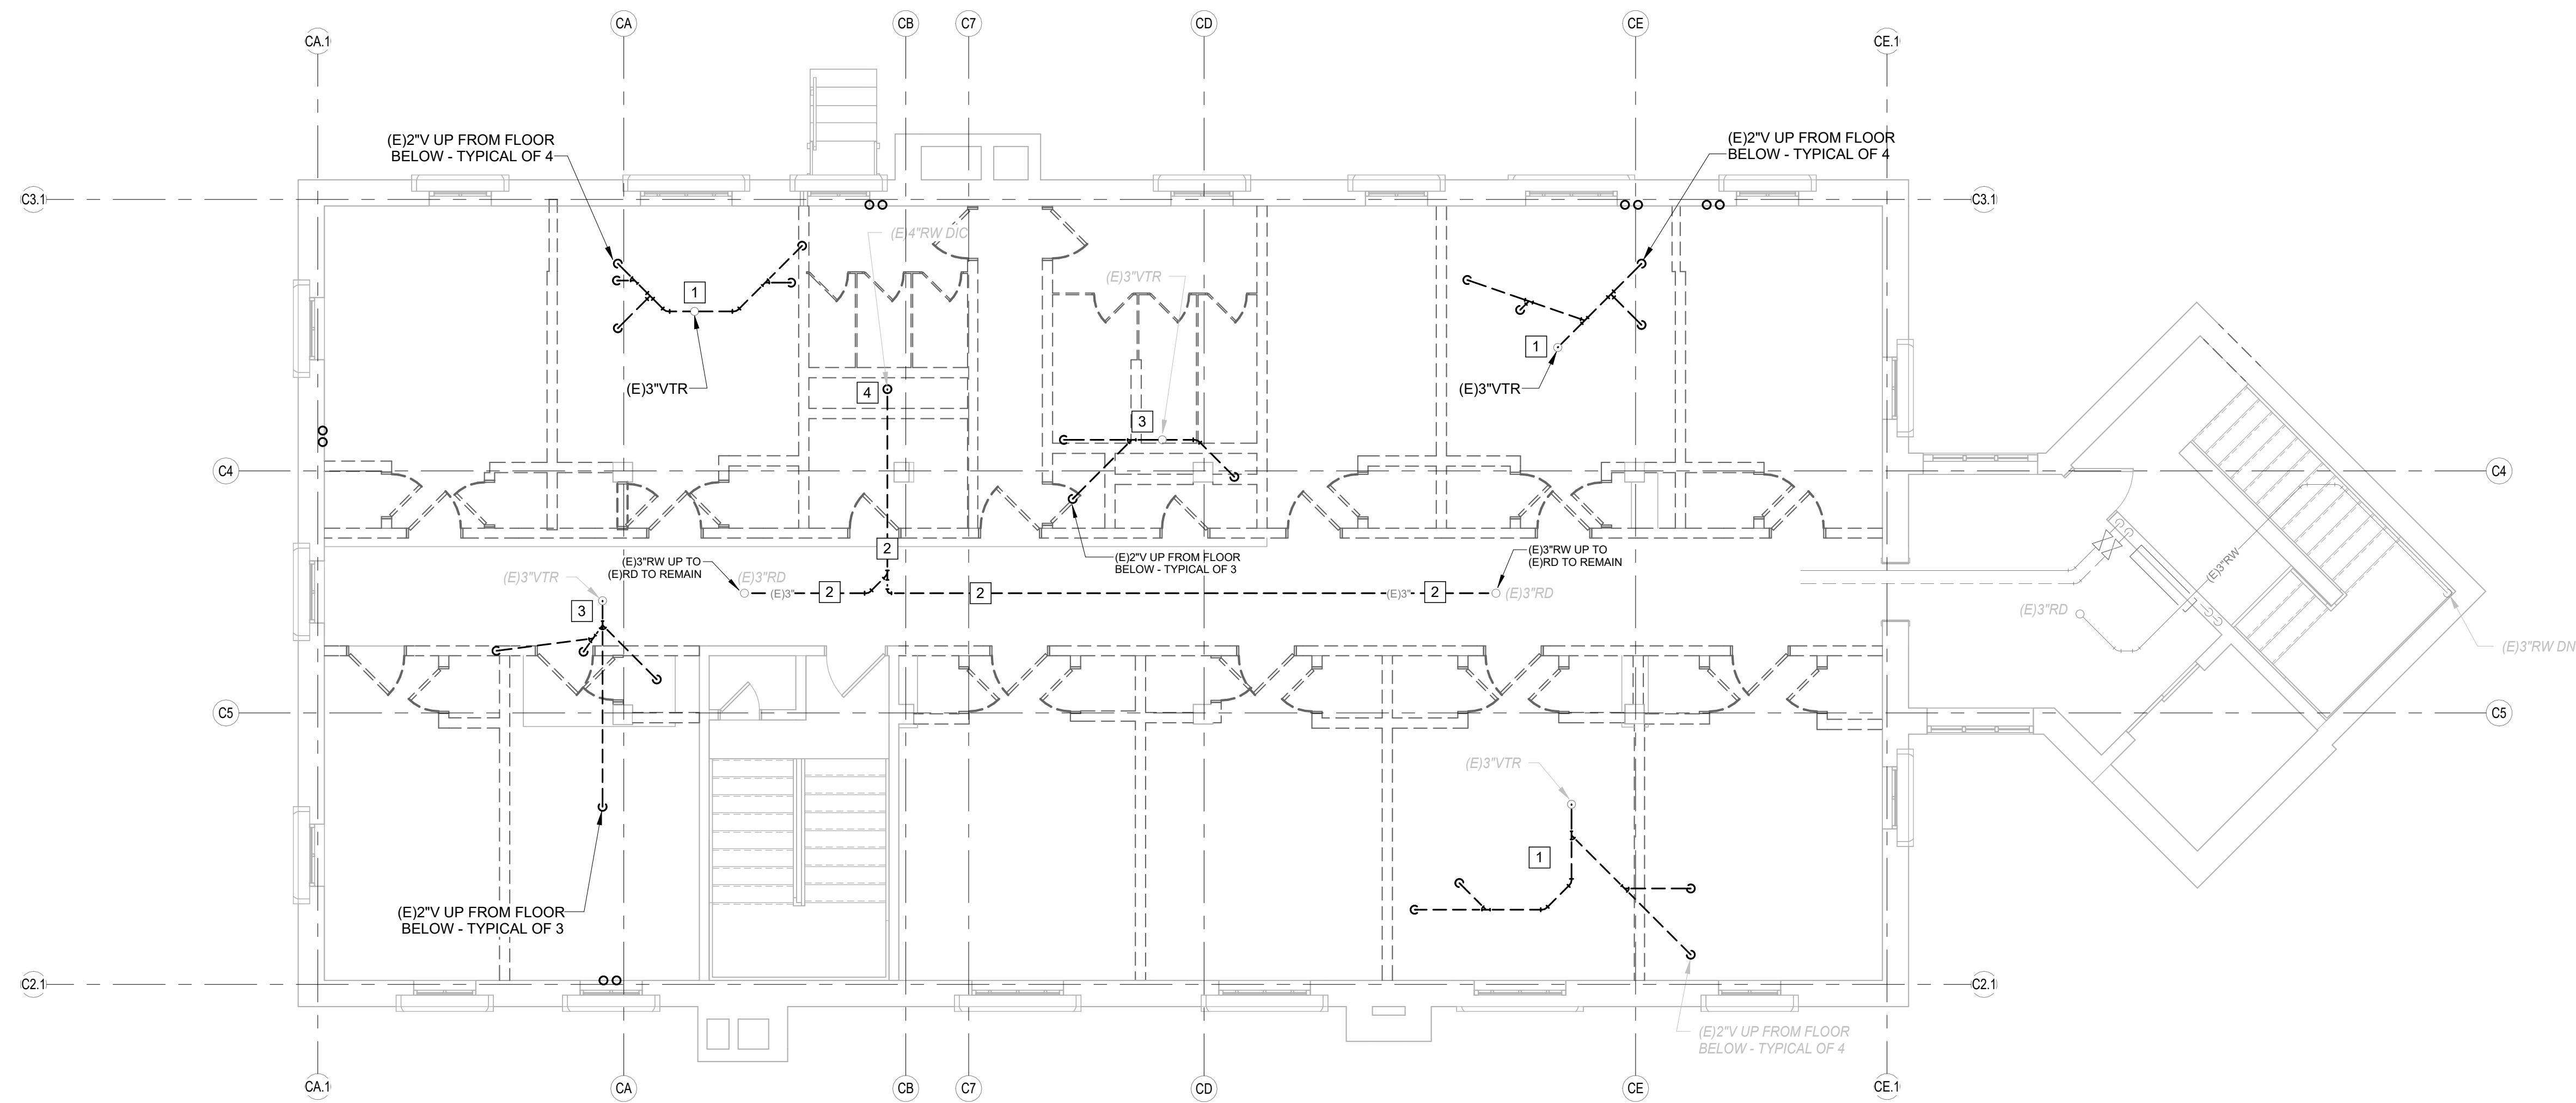 CA
CB
C7
CD
CE
CA.1
CE.1
(E)2"V UP FROM FLOOR
BELOW - TYPICAL OF 4
(E)2"V UP FROM FLOOR
BELOW - TYPICAL OF 4
C3.1
C3.1
(E)4"RW DIC
(E)3"VTR
1
1
(E)3"VTR
4
(E)3"VTR
3
C4
C4
2
(E)3"RW UP TO
(E)RD TO REMAIN
(E)2"V UP FROM FLOOR
BELOW - TYPICAL OF 3
(E)3"RW UP TO
(E)RD TO REMAIN
(E)3"RW
(E)3"VTR
(E)3"RD
(E)3"
2
2
(E)3"
2
(E)3"RD
3
(E)3"RD
(E)3"RW DN
C5
C5
(E)3"VTR
1
(E)2"V UP FROM FLOOR
BELOW - TYPICAL OF 3
C2.1
C2.1
(E)2"V UP FROM FLOOR
BELOW - TYPICAL OF 4
CA.1
CA
CB
C7
CD
CE
CE.1